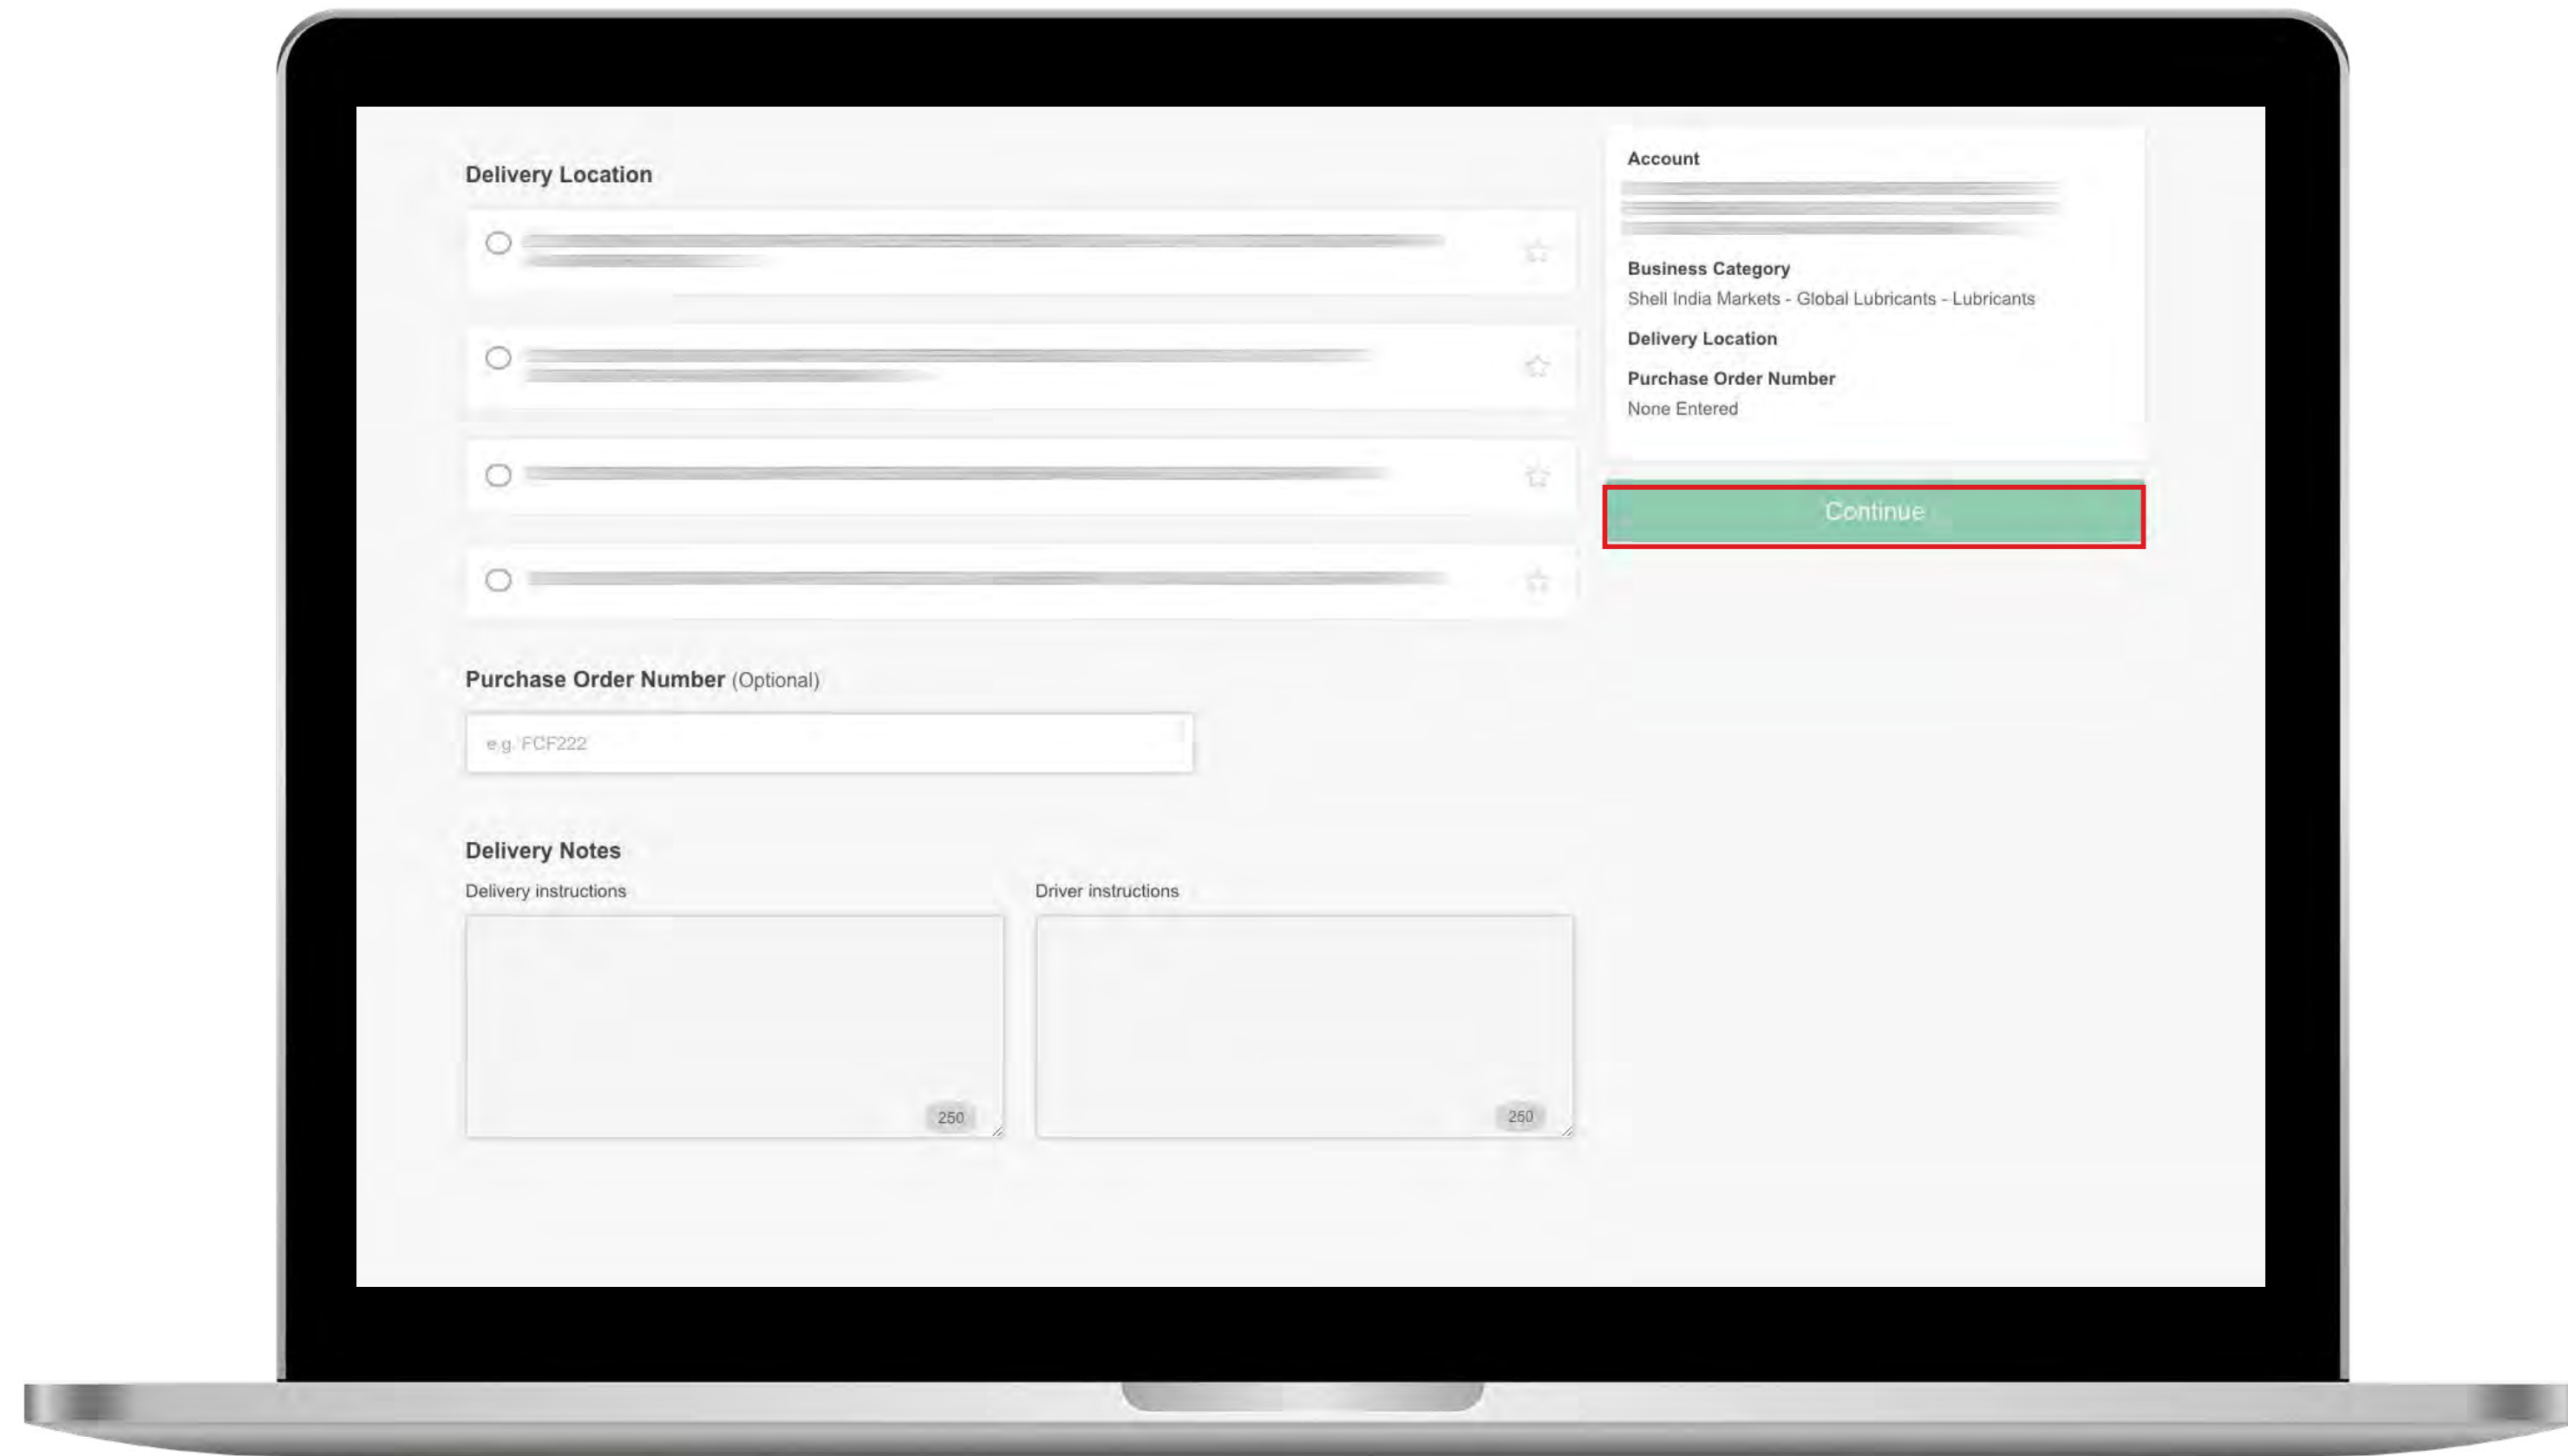 Delivery Location
Purchase Order Number (Optional)
e.g. FCF222
Delivery Notes
Delivery instructions
Driver instructions
250
250
Account
Business Category
Shell India Markets - Global Lubricants - Lubricants
Delivery Location
Purchase Order Number
None Entered
Continue